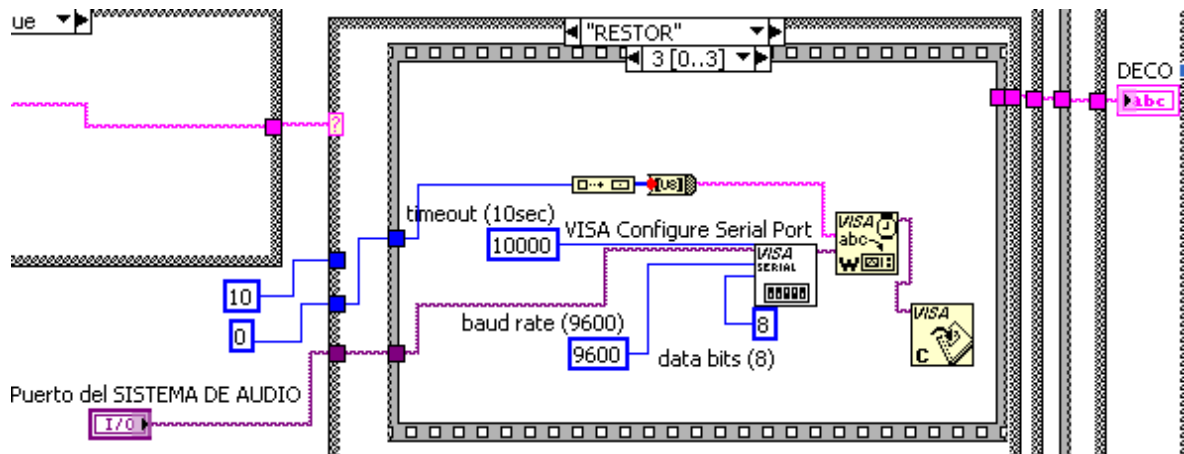 ue
"RESTOR"
3 [0..3]
DECO
abc
?
[U8]
timeout (10sec)
VISA Configure Serial Port
10000
VISA
abc
W
VISA
SERIAL
10
0
baud rate (9600)
8
9600
data bits (8)
VISA
C
Puerto del SISTEMA DE AUDIO
I/O